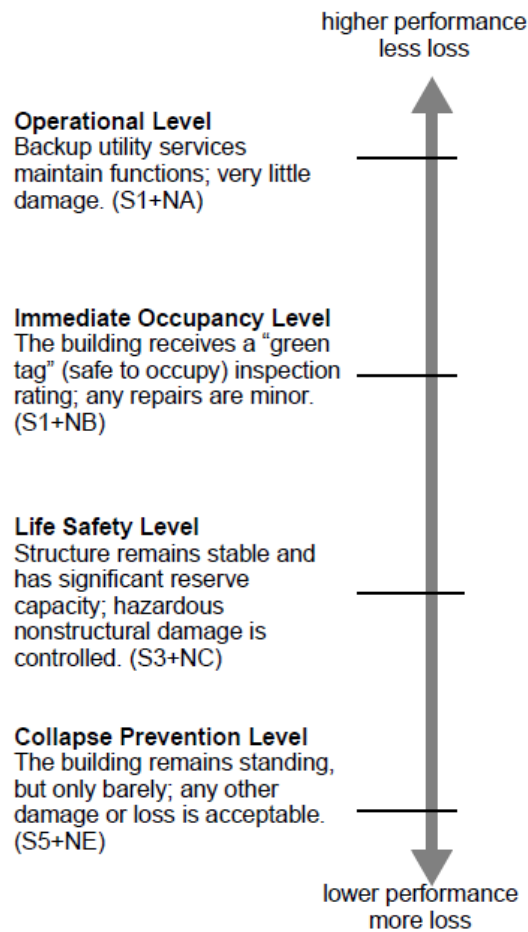 higher performance
less loss
Operational Level
Backup utility services
maintain functions; very little
damage. (S1+NA)
Immediate Occupancy Level
The building receives a “green
tag” (safe to occupy) inspection
rating; any repairs are minor.
(S1+NB)
Life Safety Level
Structure remains stable and
has significant reserve
capacity; hazardous
nonstructural damage is
controlled. (S3+NC)
Collapse Prevention Level
The building remains standing,
but only barely; any other
damage or loss is acceptable.
(S5+NE)
lower performance
more loss